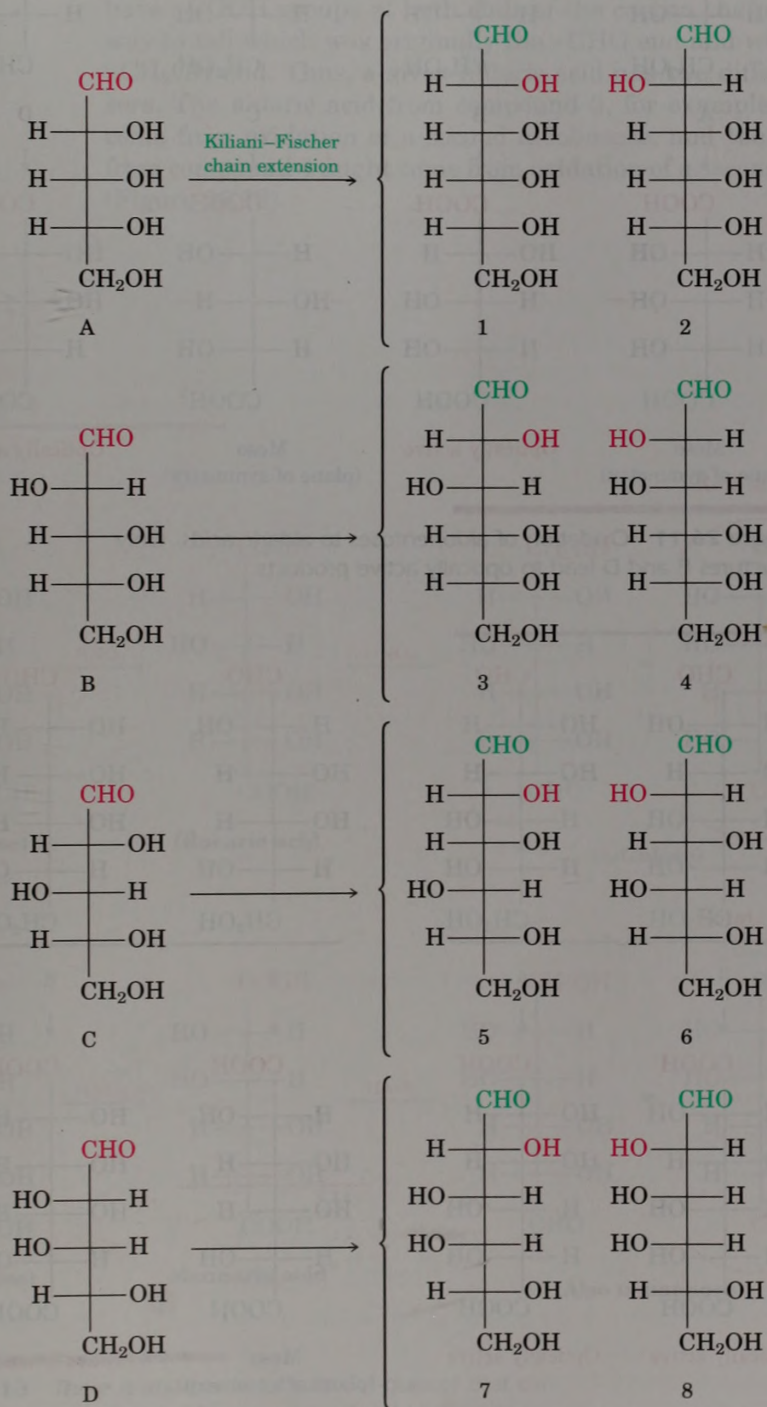 CHO CHO
CHO H OH HO H
H OH Kiliani–Fischer H OH H OH
H OH chain extension H OH H OH
H OH H OH H OH
CH₂OH CH₂OH CH₂OH
A 1 2
CHO CHO
CHO H OH HO H
HO H HO H HO H
H OH H OH H OH
H OH H OH H OH
CH₂OH CH₂OH CH₂OH
B 3 4
CHO CHO
CHO H OH HO H
H OH H OH H OH
HO H HO H HO H
H OH H OH H OH
CH₂OH CH₂OH CH₂OH
C 5 6
CHO CHO
CHO H OH HO H
HO H HO H HO H
HO H HO H HO H
H OH H OH H OH
CH₂OH CH₂OH CH₂OH
D 7 8